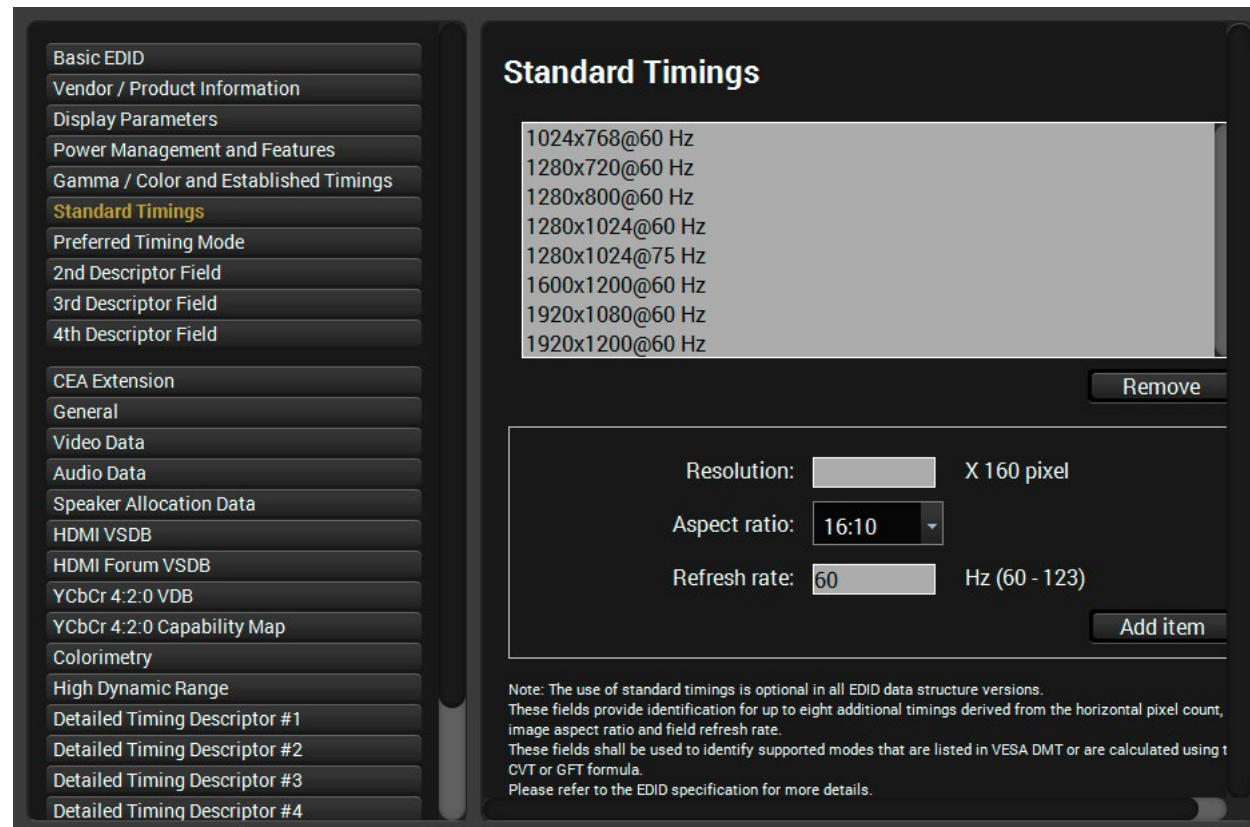 Basic EDID
Vendor / Product Information
Display Parameters
Power Management and Features
Gamma / Color and Established Timings
Standard Timings
Preferred Timing Mode
2nd Descriptor Field
3rd Descriptor Field
4th Descriptor Field
CEA Extension
General
Video Data
Audio Data
Speaker Allocation Data
HDMI VSDB
HDMI Forum VSDB
YCbCr 4:2:0 VDB
YCbCr 4:2:0 Capability Map
Colorimetry
High Dynamic Range
Detailed Timing Descriptor #1
Detailed Timing Descriptor #2
Detailed Timing Descriptor #3
Detailed Timing Descriptor #4
Standard Timings
1024x768@60 Hz
1280x720@60 Hz
1280x800@60 Hz
1280x1024@60 Hz
1280x1024@75 Hz
1600x1200@60 Hz
1920x1080@60 Hz
1920x1200@60 Hz
Remove
Resolution: X 160 pixel
Aspect ratio: 16:10
Refresh rate: 60 Hz (60 - 123)
Add item
Note: The use of standard timings is optional in all EDID data structure versions.
These fields provide identification for up to eight additional timings derived from the horizontal pixel count,
image aspect ratio and field refresh rate.
These fields shall be used to identify supported modes that are listed in VESA DMT or are calculated using
CVT or GFT formula.
Please refer to the EDID specification for more details.